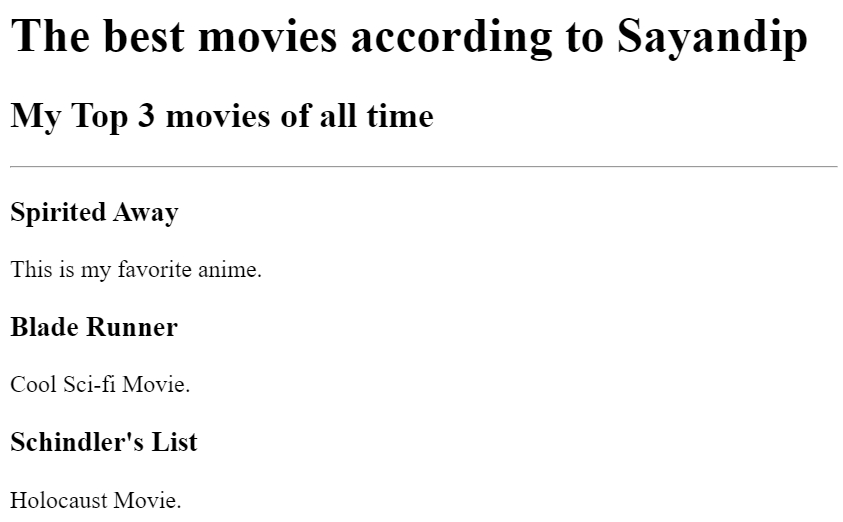 The best movies according to Sayandip
My Top 3 movies of all time
Spirited Away
This is my favorite anime.
Blade Runner
Cool Sci-fi Movie.
Schindler's List
Holocaust Movie.